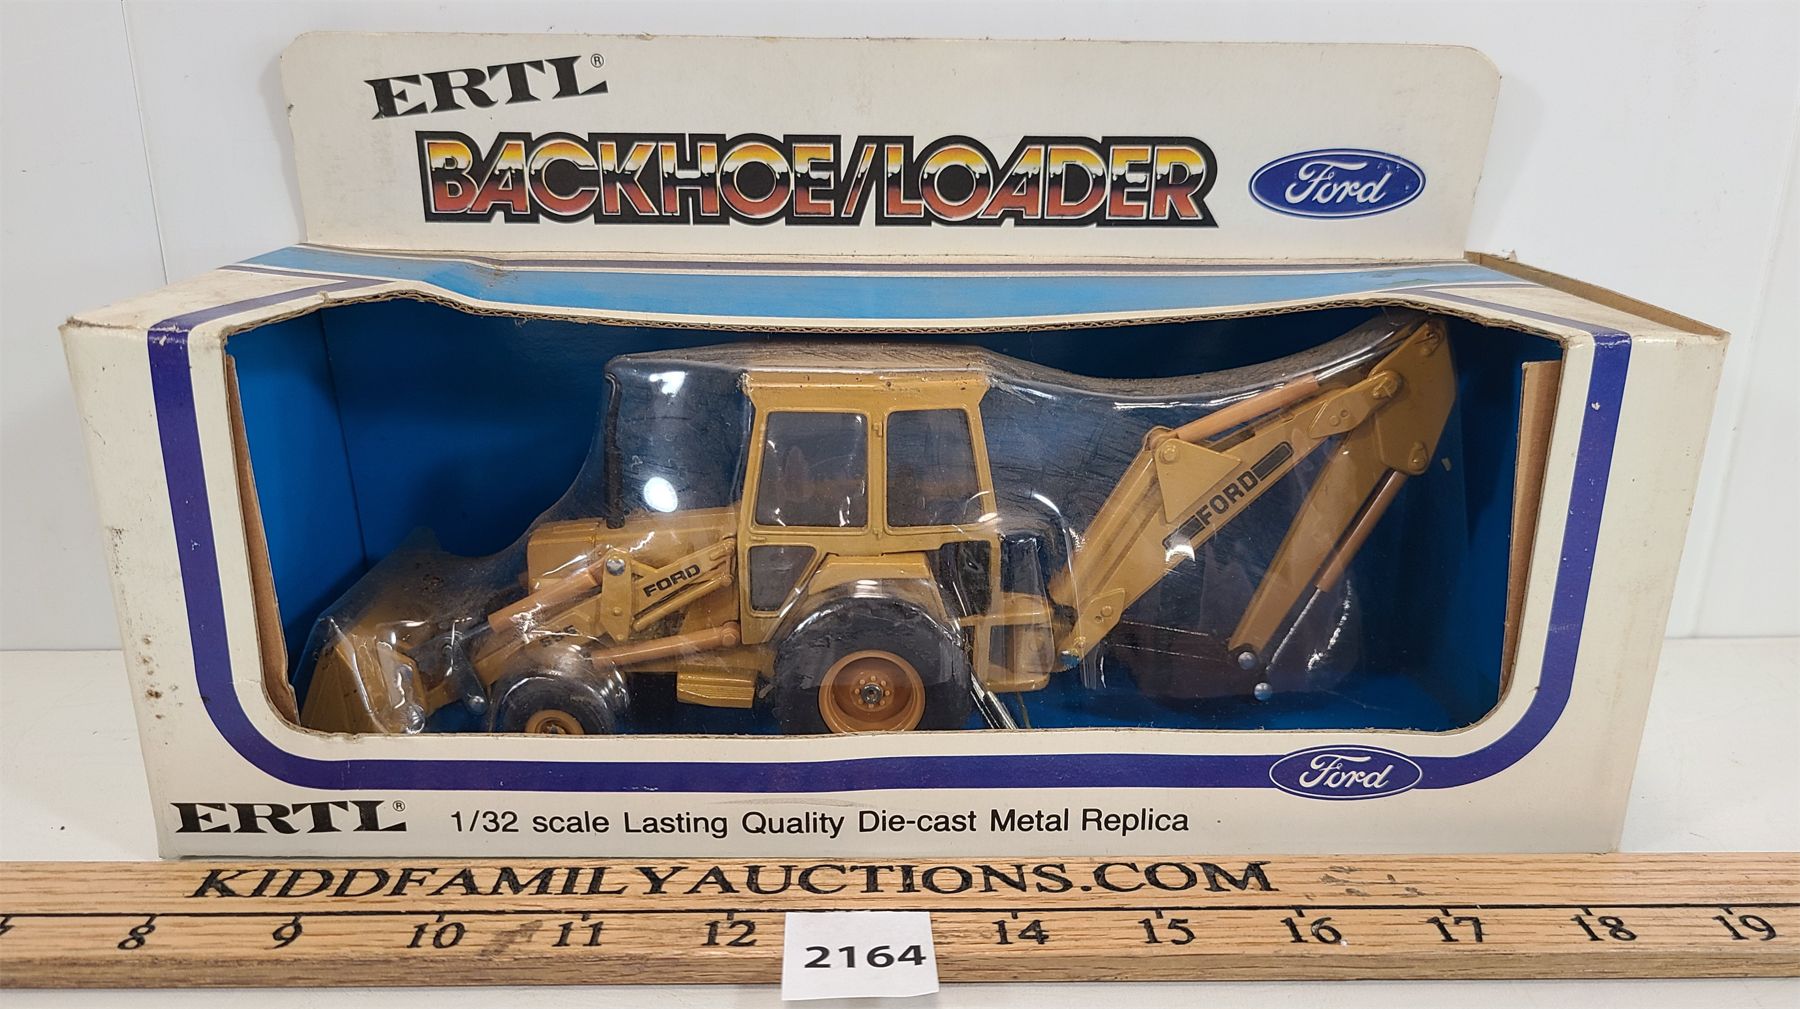 ERTL®
BACKHOE/LOADER
Ford
FORD
FORD
Ford
ERTL®
1/32 scale Lasting Quality Die-cast Metal Replica
KIDDFAMILYAUCTIONS.COM
8 9 10 11 12 14 15 16 17 18 19
2164